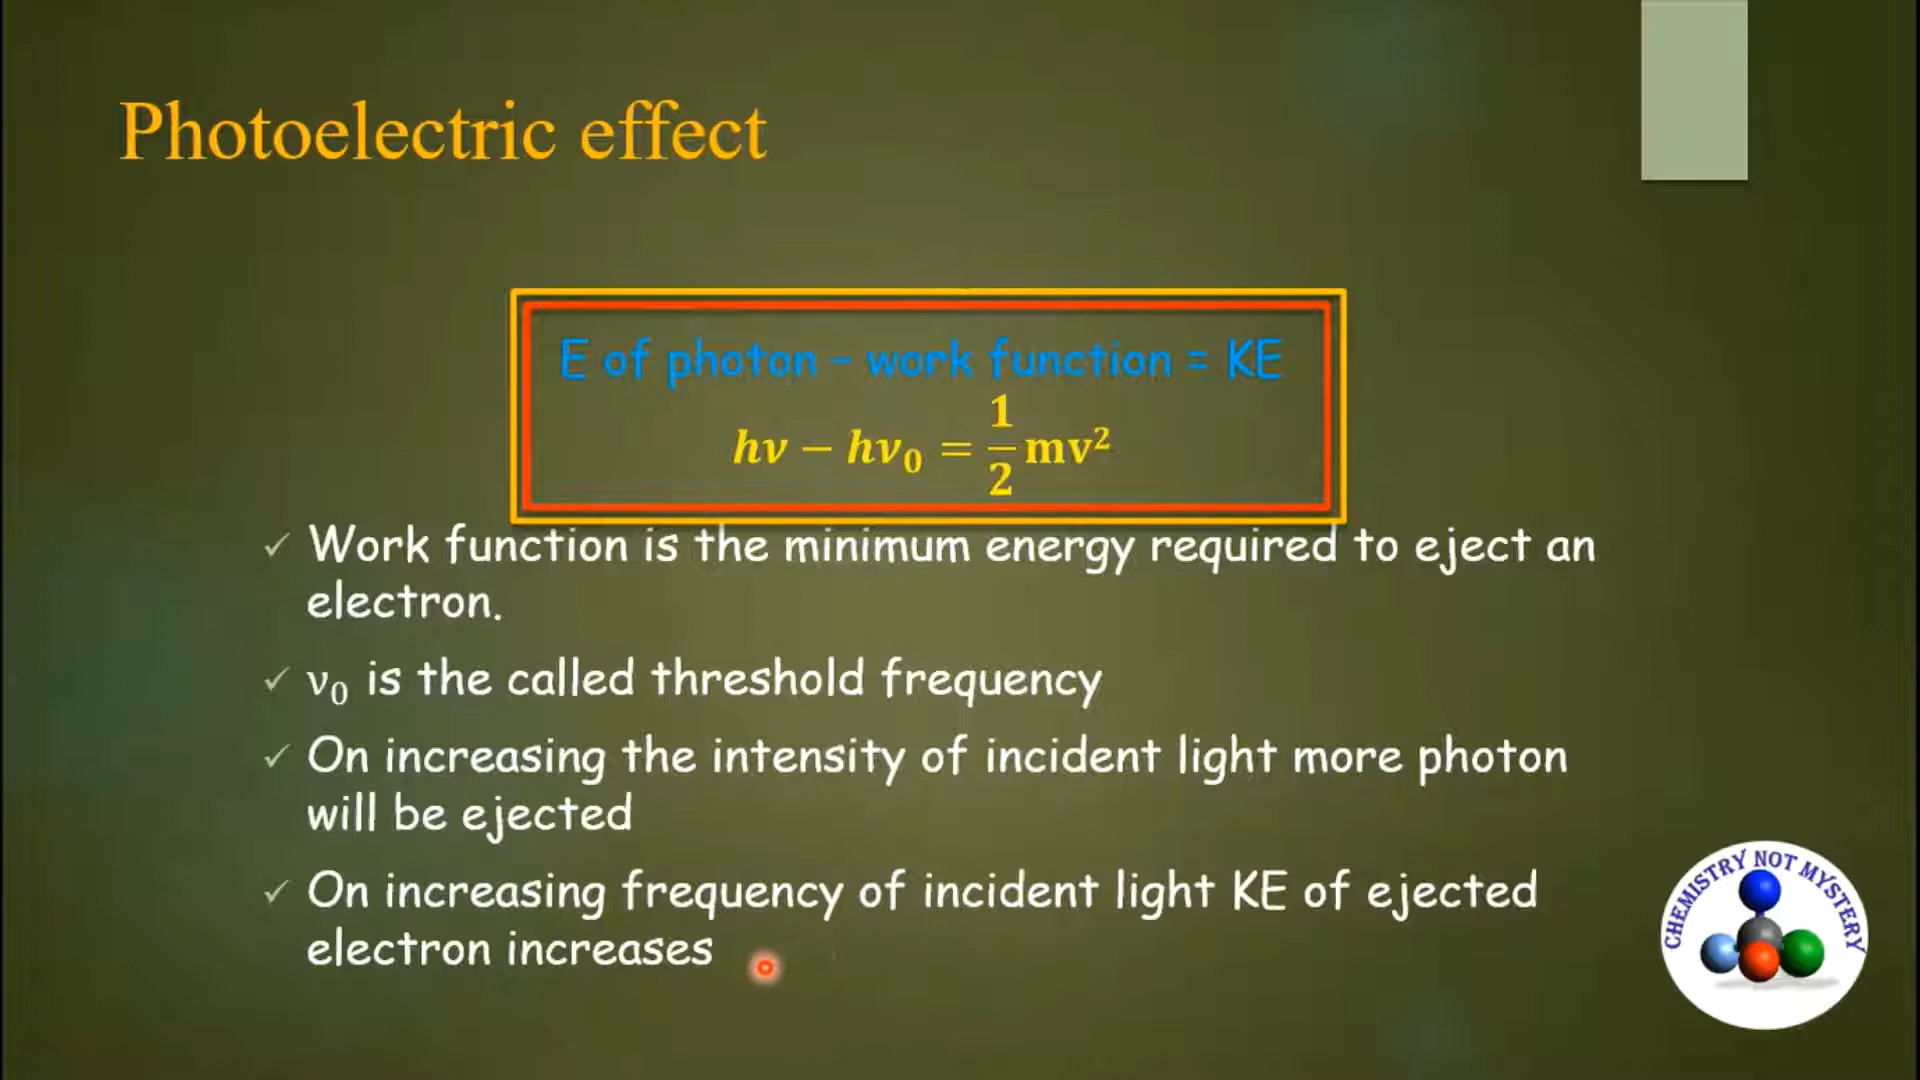 Photoelectric effect
E of photon – work function = KE
hν − hν₀ = 1/2 mv²
✓ Work function is the minimum energy required to eject an
electron.
✓ ν₀ is the called threshold frequency
✓ On increasing the intensity of incident light more photon
will be ejected
✓ On increasing frequency of incident light KE of ejected
electron increases
CHEMISTRY NOT MYSTERY